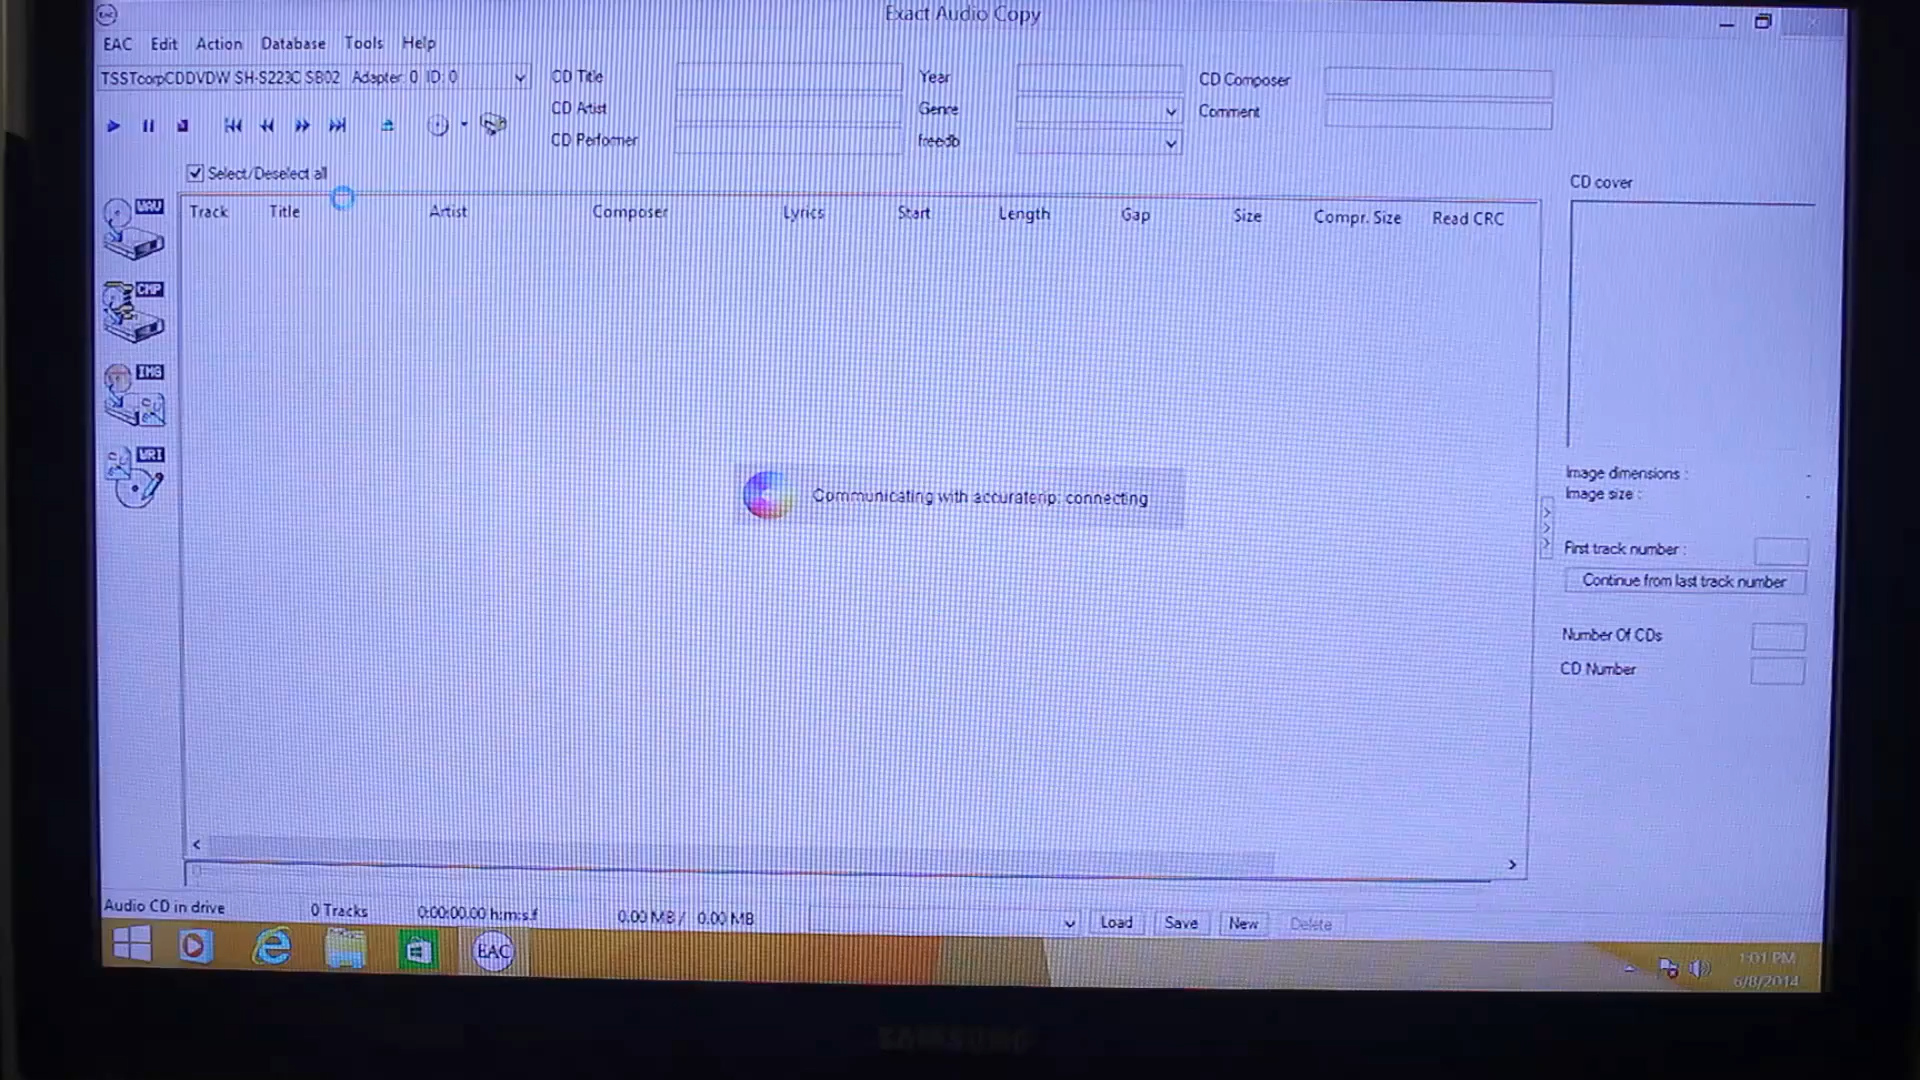 Exact Audio Copy
EAC
EAC Edit Action Database Tools Help
TSSTcorpCDDVDW SH-S223C SB02 Adapter: 0 ID: 0
CD Title
Year
CD Composer
CD Artist
Genre
Comment
CD Performer
freedb
Select/Deselect all
CD cover
Track Title Artist Composer Lyrics Start Length Gap Size Compr. Size Read CRC
WAV
CMP
IMG
WRI
Communicating with accuraterip: connecting
Image dimensions : -
Image size : -
First track number :
Continue from last track number
Number Of CDs
CD Number
Audio CD in drive 0 Tracks 0:00:00.00 h:m:s.f 0.00 MB / 0.00 MB Load Save New Delete
EAC
1:01 PM
6/8/2014
SAMSUNG